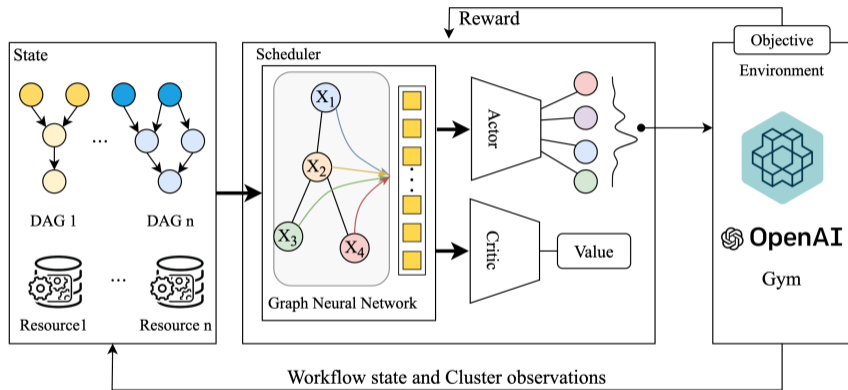 Reward
Objective
State
Scheduler
Environment
X1
X2
X3
X4
...
Actor
DAG 1
DAG n
Critic
Value
OpenAI
Gym
...
Graph Neural Network
Resource1
Resource n
Workflow state and Cluster observations